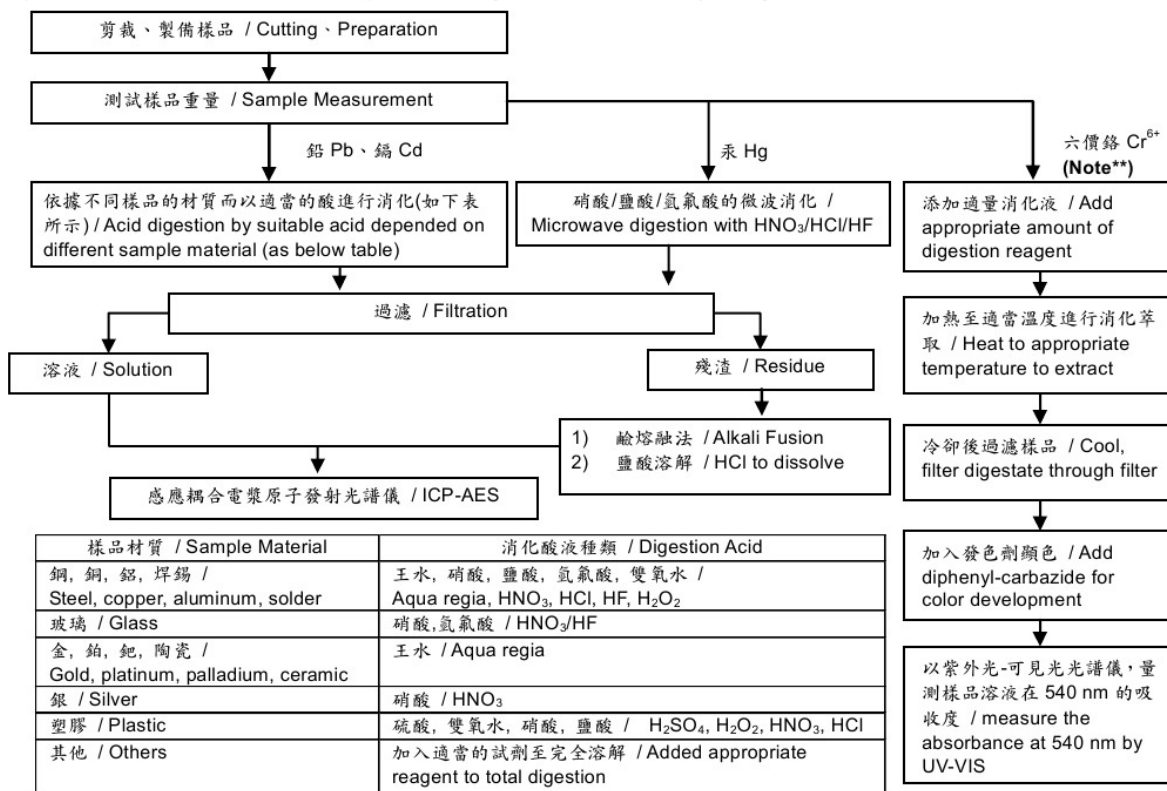 剪裁、製備樣品 / Cutting、Preparation
測試樣品重量 / Sample Measurement
鉛 Pb、鎘 Cd
汞 Hg
六價鉻 Cr⁶⁺
(Note**)
依據不同樣品的材質而以適當的酸進行消化(如下表
所示) / Acid digestion by suitable acid depended on
different sample material (as below table)
硝酸/鹽酸/氫氟酸的微波消化 /
Microwave digestion with HNO₃/HCl/HF
添加適量消化液 / Add
appropriate amount of
digestion reagent
過濾 / Filtration
加熱至適當溫度進行消化萃
取 / Heat to appropriate
temperature to extract
溶液 / Solution
殘渣 / Residue
1) 鹼熔融法 / Alkali Fusion
2) 鹽酸溶解 / HCl to dissolve
冷卻後過濾樣品 / Cool,
filter digestate through filter
感應耦合電漿原子發射光譜儀 / ICP-AES
加入發色劑顯色 / Add
diphenyl-carbazide for
color development
以紫外光-可見光光譜儀，量
測樣品溶液在 540 nm 的吸
收度 / measure the
absorbance at 540 nm by
UV-VIS
樣品材質 / Sample Material
消化酸液種類 / Digestion Acid
鋼, 銅, 鋁, 焊錫 /
Steel, copper, aluminum, solder
王水, 硝酸, 鹽酸, 氫氟酸, 雙氧水 /
Aqua regia, HNO₃, HCl, HF, H₂O₂
玻璃 / Glass
硝酸,氫氟酸 / HNO₃/HF
金, 鉑, 鈀, 陶瓷 /
Gold, platinum, palladium, ceramic
王水 / Aqua regia
銀 / Silver
硝酸 / HNO₃
塑膠 / Plastic
硫酸, 雙氧水, 硝酸, 鹽酸 / H₂SO₄, H₂O₂, HNO₃, HCl
其他 / Others
加入適當的試劑至完全溶解 / Added appropriate
reagent to total digestion